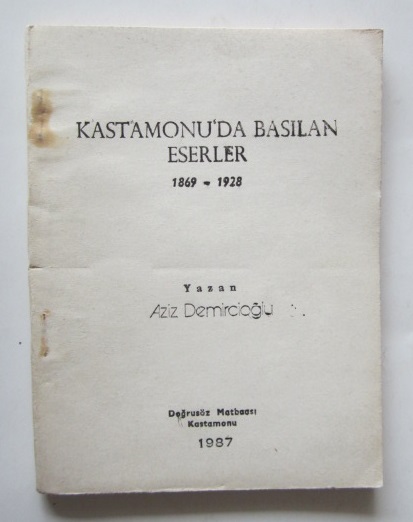 KASTAMONU'DA BASILAN
ESERLER
1869 - 1928
Yazan
Aziz Demircioğlu
Doğrusöz Matbaası
Kastamonu
1987